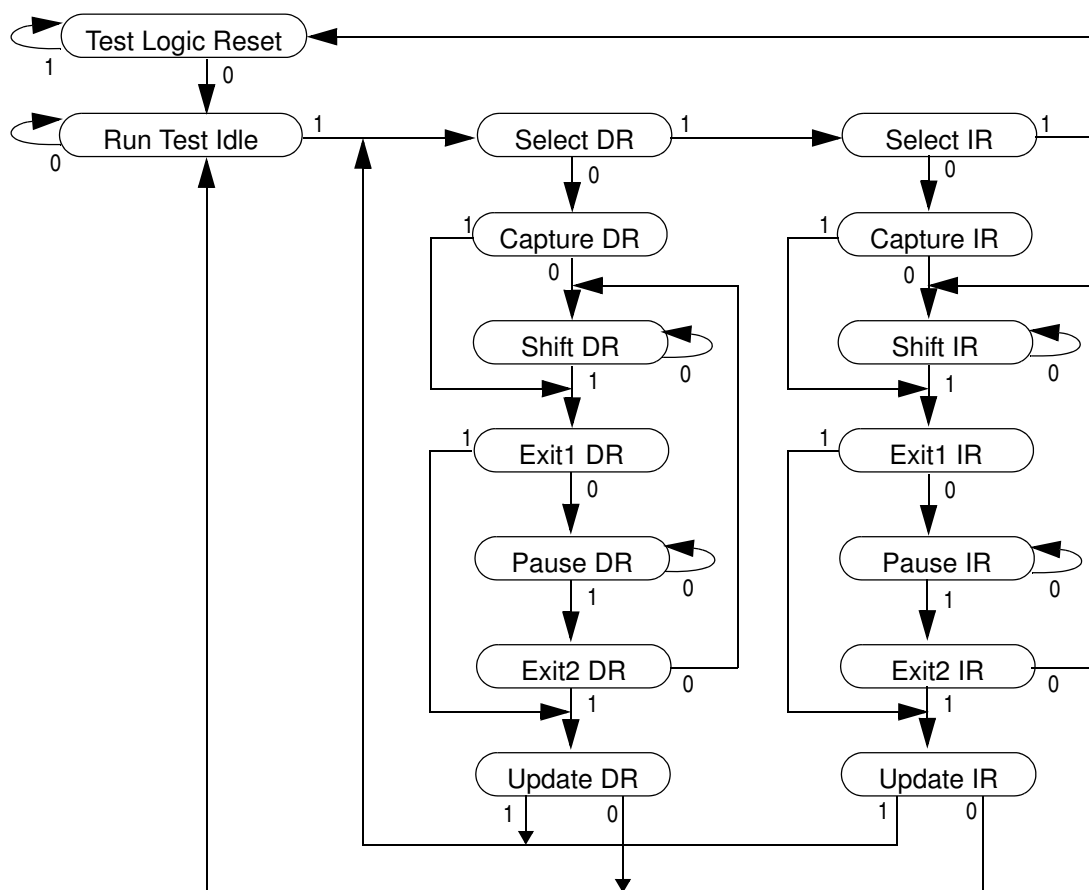 Test Logic Reset
1
0
Run Test Idle
0
1
Select DR
1
0
Select IR
1
0
Capture DR
1
0
Capture IR
1
0
Shift DR
0
1
Shift IR
0
1
Exit1 DR
1
0
Exit1 IR
1
0
Pause DR
0
1
Pause IR
0
1
Exit2 DR
0
1
Exit2 IR
0
1
Update DR
1
0
Update IR
1
0